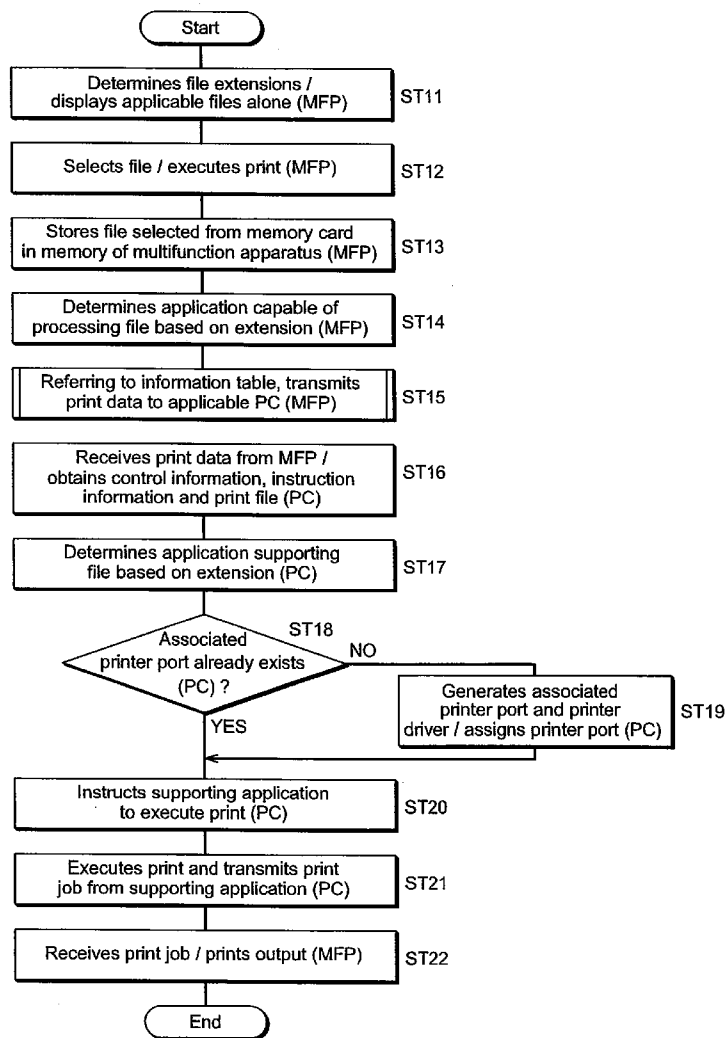 Start
Determines file extensions /
displays applicable files alone (MFP)
ST11
Selects file / executes print (MFP)
ST12
Stores file selected from memory card
in memory of multifunction apparatus (MFP)
ST13
Determines application capable of
processing file based on extension (MFP)
ST14
Referring to information table, transmits
print data to applicable PC (MFP)
ST15
Receives print data from MFP /
obtains control information, instruction
information and print file (PC)
ST16
Determines application supporting
file based on extension (PC)
ST17
ST18
Associated
printer port already exists
(PC) ?
NO
YES
Generates associated
printer port and printer
driver / assigns printer port (PC)
ST19
Instructs supporting application
to execute print (PC)
ST20
Executes print and transmits print
job from supporting application (PC)
ST21
Receives print job / prints output (MFP)
ST22
End